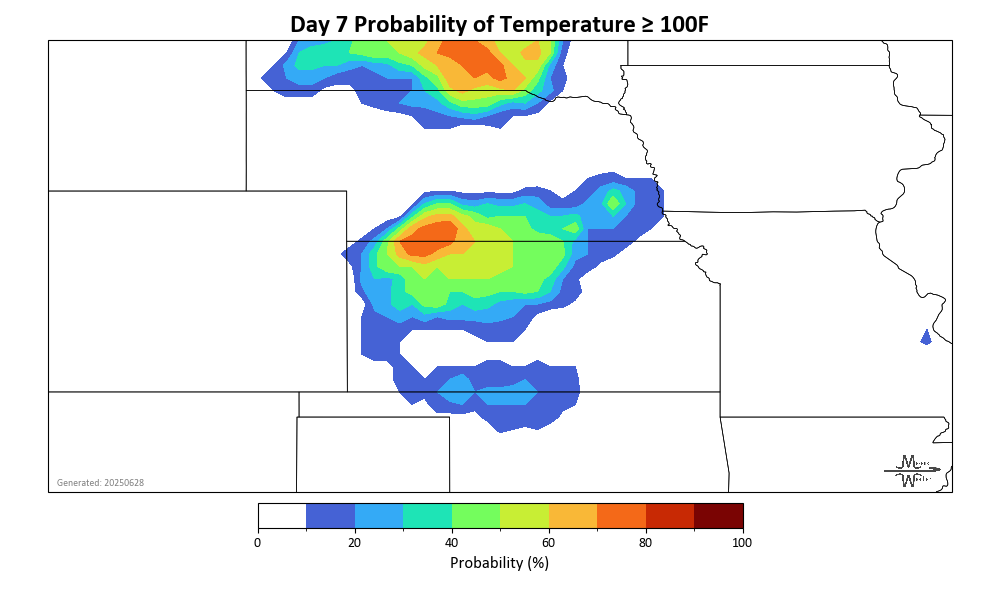 Day 7 Probability of Temperature ≥ 100F
Generated: 20250628
0 20 40 60 80 100
Probability (%)